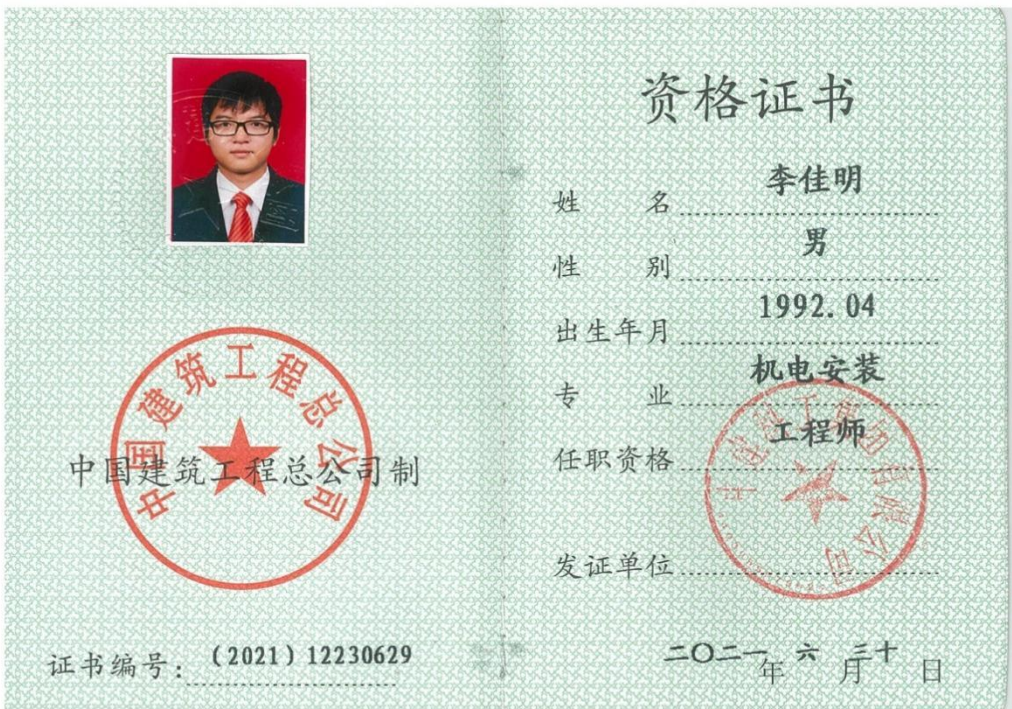 中国建筑工程总公司
中国建筑工程总公司制
证书编号：（2021）12230629
资格证书
姓 名 李佳明
性 别 男
出生年月 1992.04
专 业 机电安装
任职资格 工程师
发证单位
二〇二一年六月三十日